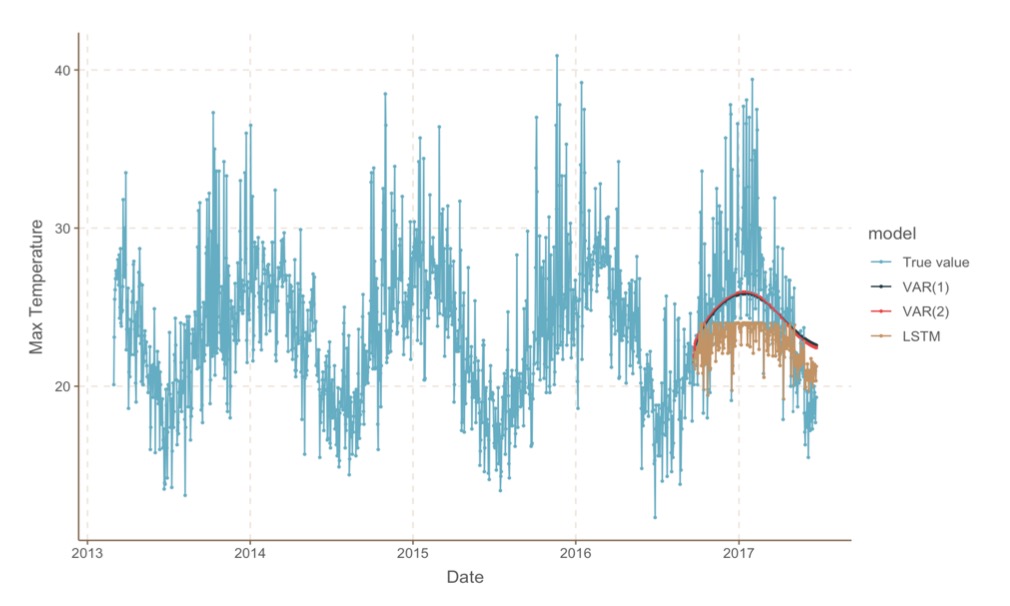 40
30
20
Max Temperature
2013
2014
2015
2016
2017
Date
model
True value
VAR(1)
VAR(2)
LSTM